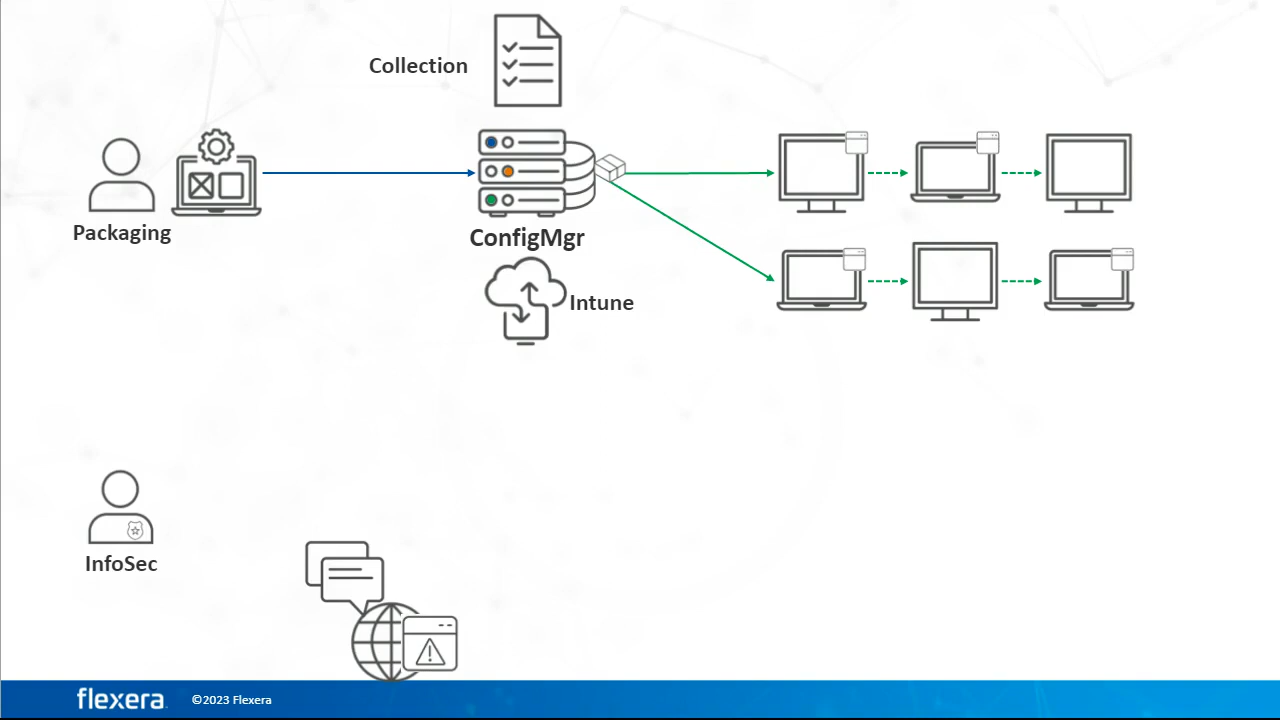 Collection
Packaging
ConfigMgr
Intune
InfoSec
flexera
©2023 Flexera